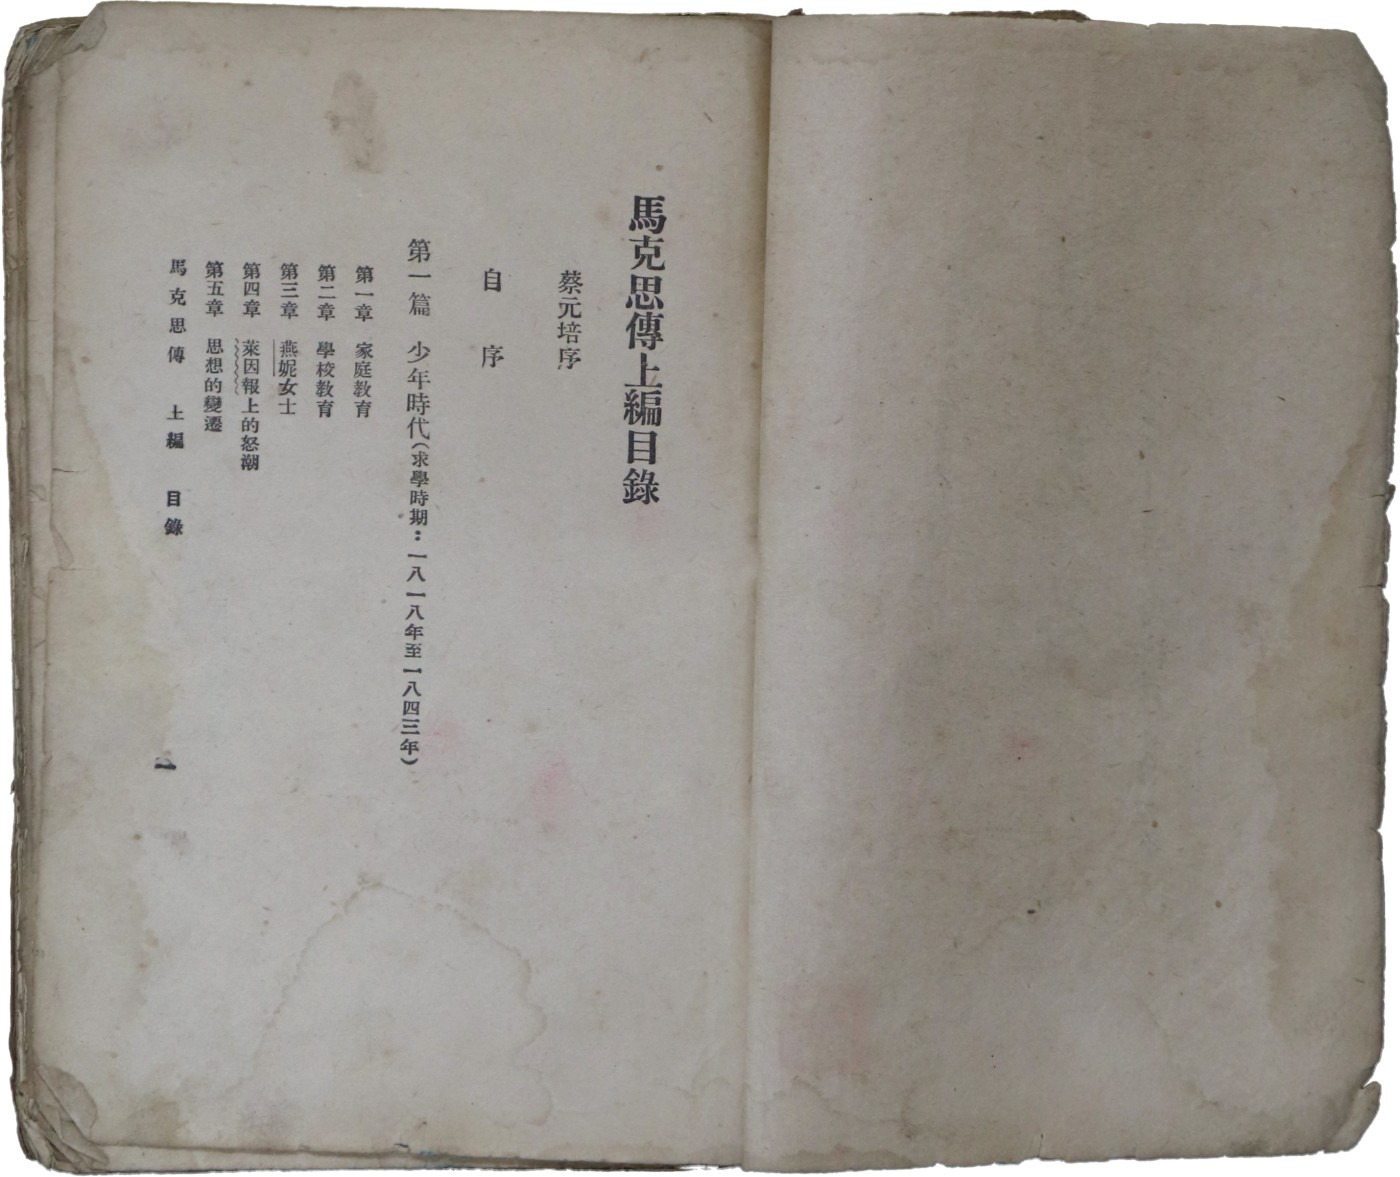 馬克思傳上編目錄
蔡元培序
自序
第一篇 少年時代(求學時期:一八一八年至一八四三年)
第一章 家庭教育
第二章 學校教育
第三章 燕妮女士
第四章 萊因報上的怒潮
第五章 思想的變遷
馬克思傳 上編 目錄
一